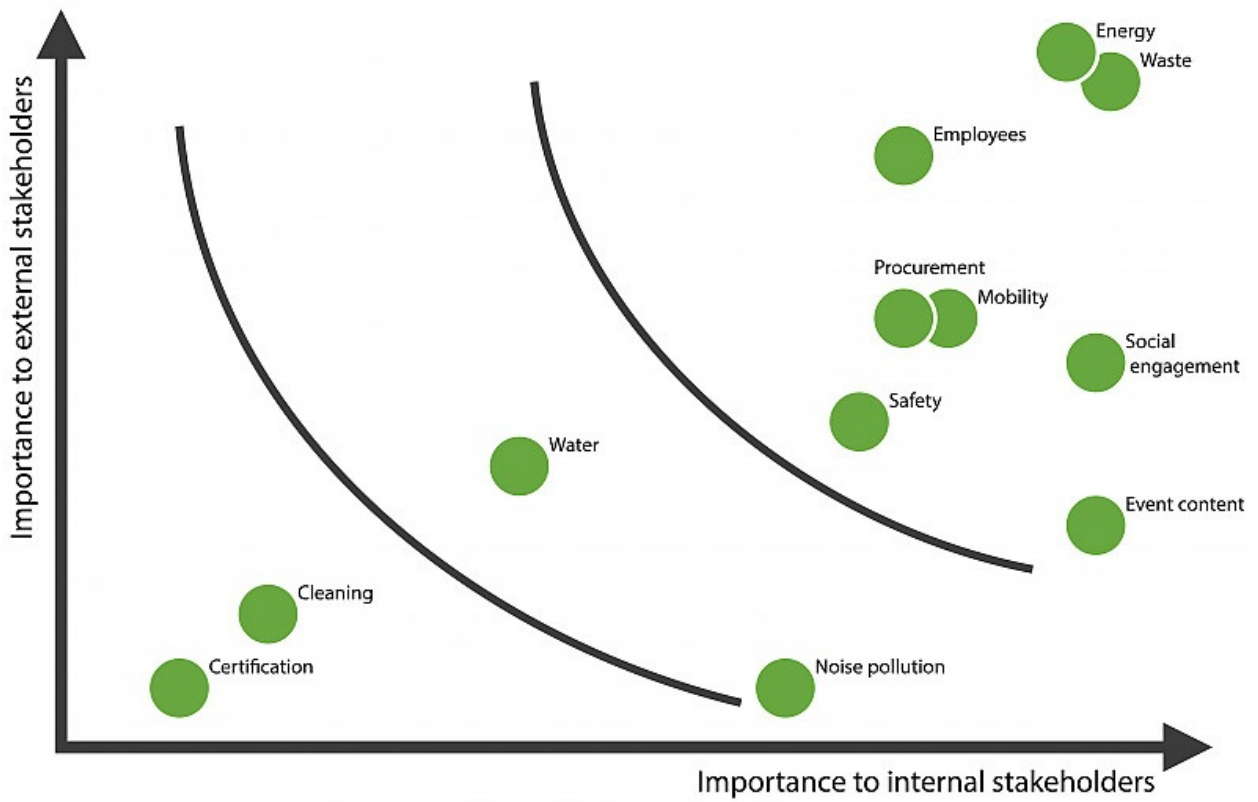 Energy
Waste
Employees
Procurement
Mobility
Social
engagement
Safety
Water
Event content
Cleaning
Certification
Noise pollution
Importance to external stakeholders
Importance to internal stakeholders